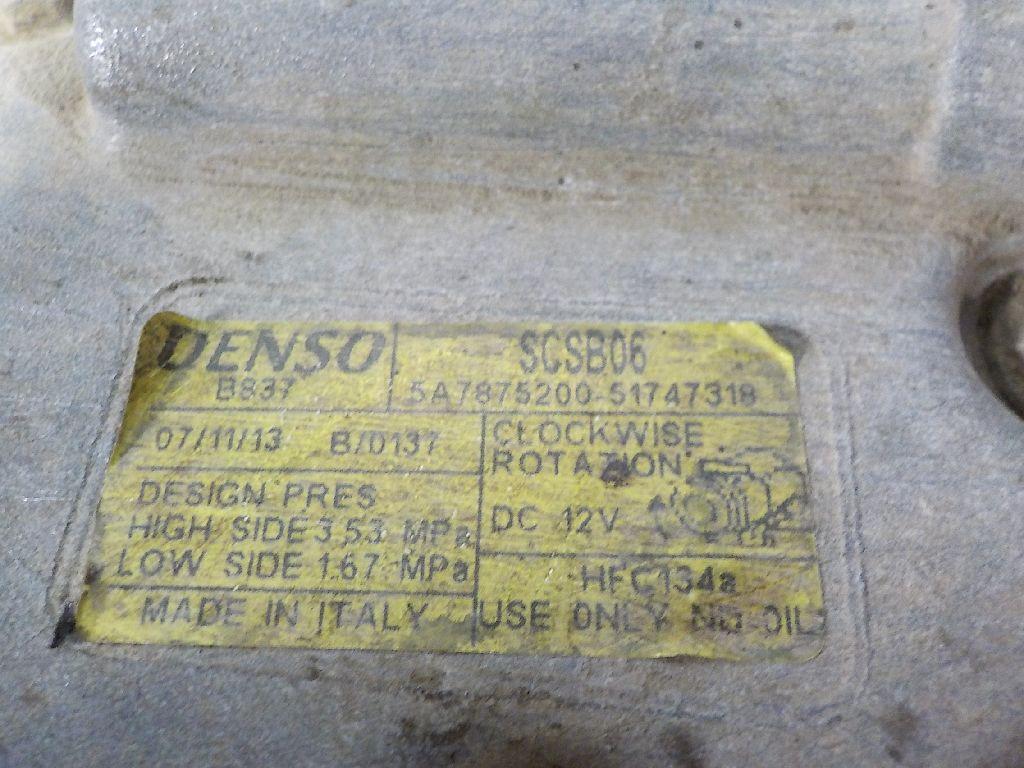 DENSO
B837
SCSB06
5A7875200-51747318
07/11/13 B/0137
CLOCKWISE
ROTATION
DESIGN PRES
HIGH SIDE 3,53 MPa
LOW SIDE 1,67 MPa
DC 12V
HFC134a
MADE IN ITALY
USE ONLY ND-OIL